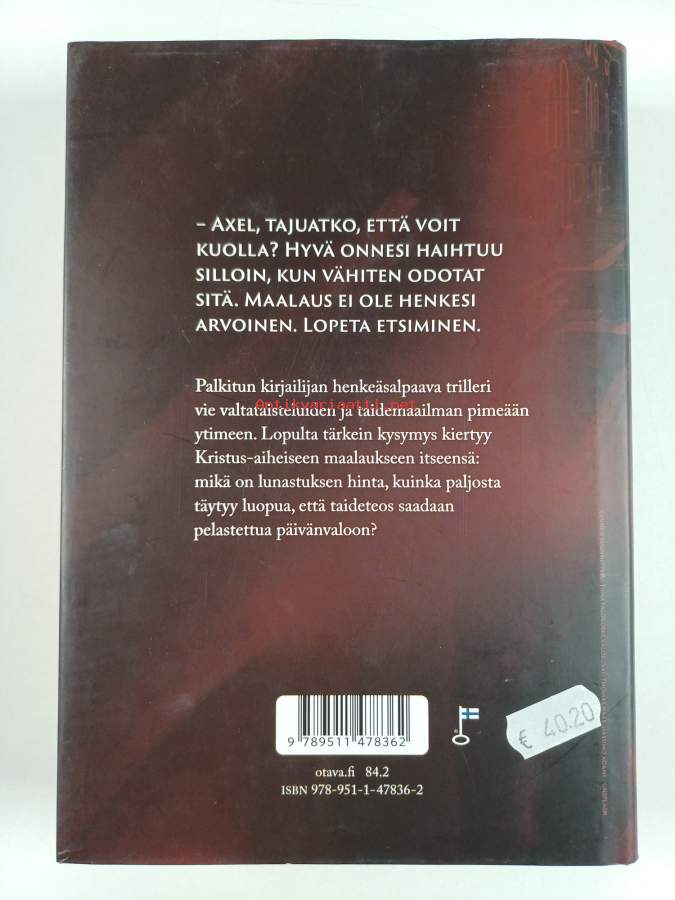 – AXEL, TAJUATKO, ETTÄ VOIT
KUOLLA? HYVÄ ONNESI HAIHTUU
SILLOIN, KUN VÄHITEN ODOTAT
SITÄ. MAALAUS EI OLE HENKESI
ARVOINEN. LOPETA ETSIMINEN.
Palkitun kirjailijan henkeäsalpaava trilleri
Antikvariaatti.net
vie valtataisteluiden ja taidemaailman pimeään
ytimeen. Lopulta tärkein kysymys kiertyy
Kristus-aiheiseen maalaukseen itseensä:
mikä on lunastuksen hinta, kuinka paljosta
täytyy luopua, että taideteos saadaan
pelastettua päivänvaloon?
9 789511 478362
€ 40.20
otava.fi 84.2
ISBN 978-951-1-47836-2